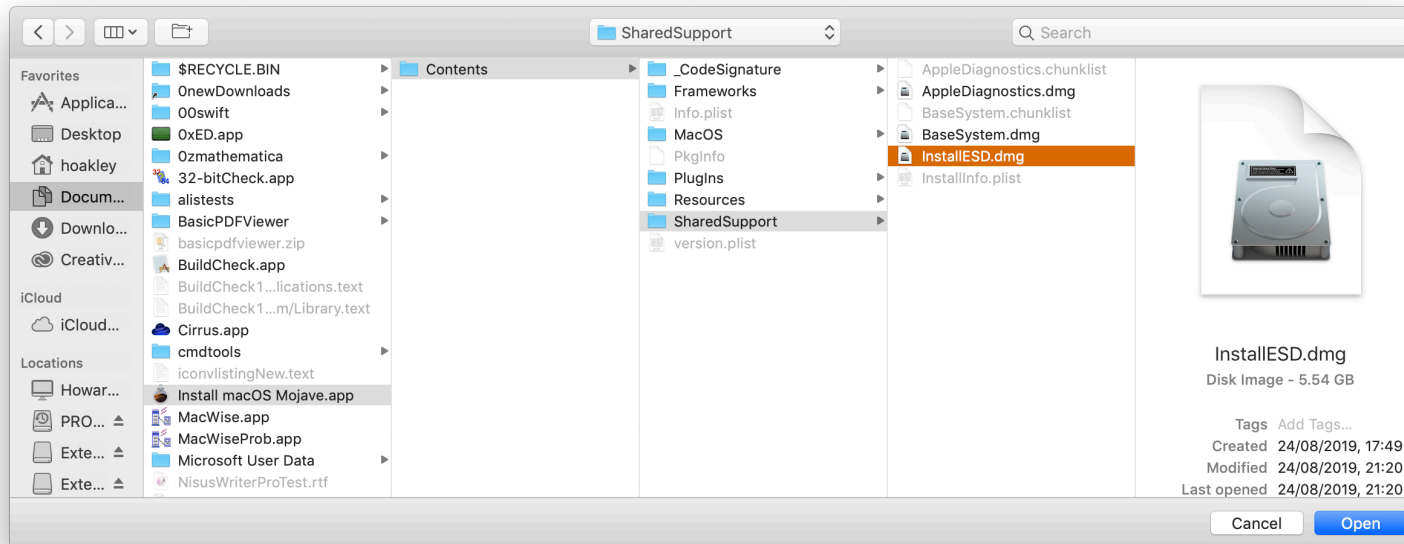 SharedSupport
Search
Favorites
Applica...
Desktop
hoakley
Docum...
Downlo...
Creativ...
iCloud
iCloud...
Locations
Howar...
PRO...
Exte...
Exte...
$RECYCLE.BIN
0newDownloads
00swift
0xED.app
0zmathematica
32-bitCheck.app
alistests
BasicPDFViewer
basicpdfviewer.zip
BuildCheck.app
BuildCheck1...lications.text
BuildCheck1...m/Library.text
Cirrus.app
cmdtools
iconvlistingNew.text
Install macOS Mojave.app
MacWise.app
MacWiseProb.app
Microsoft User Data
NisusWriterProTest.rtf
Contents
_CodeSignature
Frameworks
Info.plist
MacOS
PkgInfo
PlugIns
Resources
SharedSupport
version.plist
AppleDiagnostics.chunklist
AppleDiagnostics.dmg
BaseSystem.chunklist
BaseSystem.dmg
InstallESD.dmg
InstallInfo.plist
InstallESD.dmg
Disk Image - 5.54 GB
Tags Add Tags...
Created 24/08/2019, 17:49
Modified 24/08/2019, 21:20
Last opened 24/08/2019, 21:20
Cancel
Open